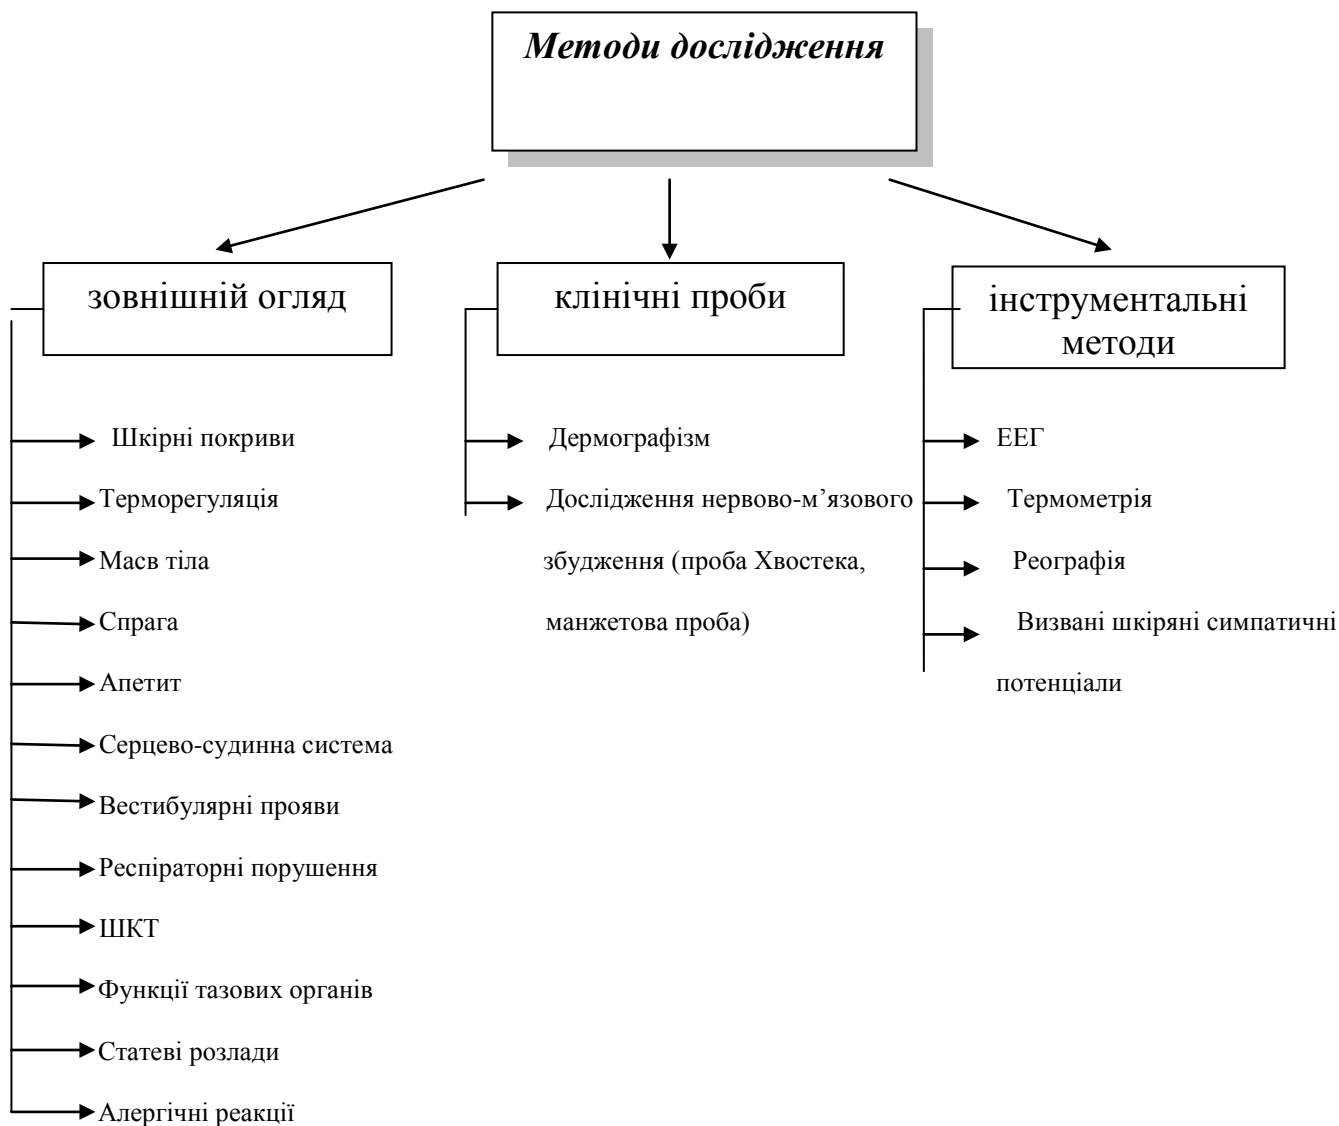 Методи дослідження
зовнішній огляд
Шкірні покриви
Терморегуляція
Масв тіла
Спрага
Апетит
Серцево-судинна система
Вестибулярні прояви
Респіраторні порушення
ШКТ
Функції тазових органів
Статеві розлади
Алергічні реакції
клінічні проби
Дермографізм
Дослідження нервово-м’язового
збудження (проба Хвостека,
манжетова проба)
інструментальні
методи
ЕЕГ
Термометрія
Реографія
Визвані шкіряні симпатичні
потенціали